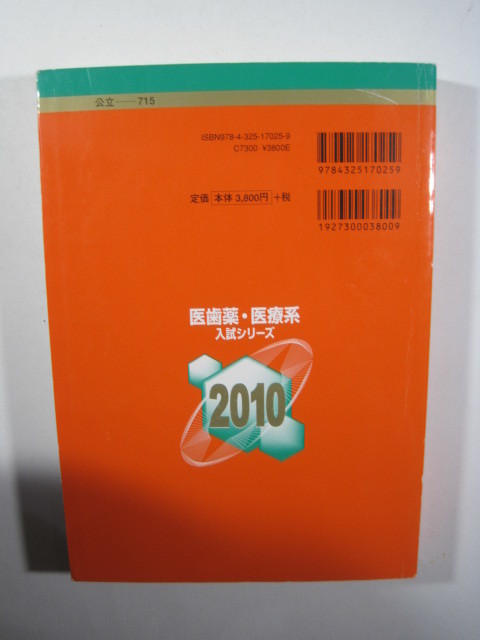 公立——715
ISBN978-4-325-17025-9
C7300 ¥3800E
9784325170259
定価 本体3,800円 +税
1927300038009
医歯薬・医療系
入試シリーズ
2010